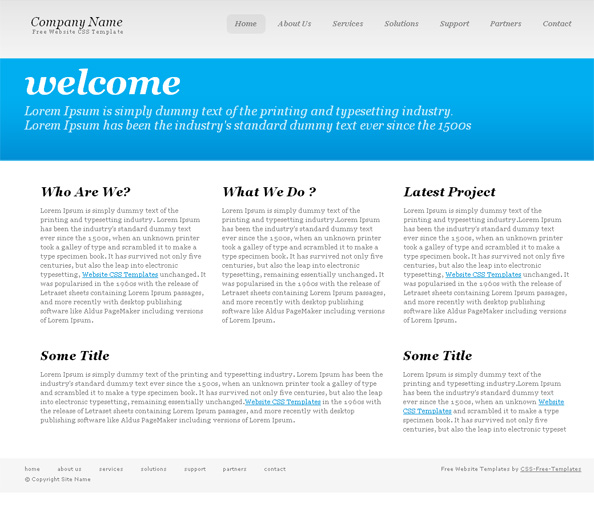 Company Name
Free Website CSS Template
Home About Us Services Solutions Support Partners Contact
welcome
Lorem Ipsum is simply dummy text of the printing and typesetting industry.
Lorem Ipsum has been the industry's standard dummy text ever since the 1500s
Who Are We?
Lorem Ipsum is simply dummy text of the
printing and typesetting industry. Lorem Ipsum
has been the industry's standard dummy text
ever since the 1500s, when an unknown printer
took a galley of type and scrambled it to make a
type specimen book. It has survived not only five
centuries, but also the leap into electronic
typesetting, Website CSS Templates unchanged. It
was popularised in the 1960s with the release of
Letraset sheets containing Lorem Ipsum passages,
and more recently with desktop publishing
software like Aldus PageMaker including versions
of Lorem Ipsum.
What We Do ?
Lorem Ipsum is simply dummy text of the
printing and typesetting industry.Lorem Ipsum
has been the industry's standard dummy text
ever since the 1500s, when an unknown printer
took a galley of type and scrambled it to make a
type specimen book. It has survived not only five
centuries, but also the leap into electronic
typesetting, remaining essentially unchanged. It
was popularised in the 1960s with the release of
Letraset sheets containing Lorem Ipsum passages,
and more recently with desktop publishing
software like Aldus PageMaker including versions
of Lorem Ipsum.
Latest Project
Lorem Ipsum is simply dummy text of the
printing and typesetting industry.Lorem Ipsum
has been the industry's standard dummy text
ever since the 1500s, when an unknown printer
took a galley of type and scrambled it to make a
type specimen book. It has survived not only five
centuries, but also the leap into electronic
typesetting, Website CSS Templates unchanged. It
was popularised in the 1960s with the release of
Letraset sheets containing Lorem Ipsum passages,
and more recently with desktop publishing
software like Aldus PageMaker including versions
of Lorem Ipsum.
Some Title
Lorem Ipsum is simply dummy text of the printing and typesetting industry. Lorem Ipsum has been the
industry's standard dummy text ever since the 1500s, when an unknown printer took a galley of type
and scrambled it to make a type specimen book. It has survived not only five centuries, but also the leap
into electronic typesetting, remaining essentially unchanged.Website CSS Templates in the 1960s with
the release of Letraset sheets containing Lorem Ipsum passages, and more recently with desktop
publishing software like Aldus PageMaker including versions of Lorem Ipsum.
Some Title
Lorem Ipsum is simply dummy text of the
printing and typesetting industry.Lorem Ipsum
has been the industry's standard dummy text
ever since the 1500s, when an unknown Website
CSS Templates and scrambled it to make a type
specimen book. It has survived not only five
centuries, but also the leap into electronic typeset
home about us services solutions support partners contact
Free Website Templates by CSS-Free-Templates
© Copyright Site Name